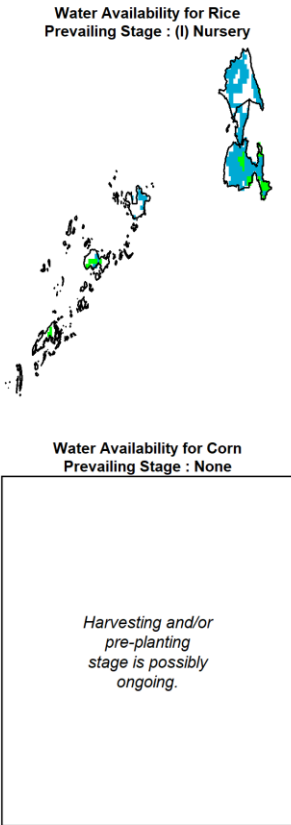 Water Availability for Rice
Prevailing Stage : (I) Nursery
Water Availability for Corn
Prevailing Stage : None
Harvesting and/or
pre-planting
stage is possibly
ongoing.